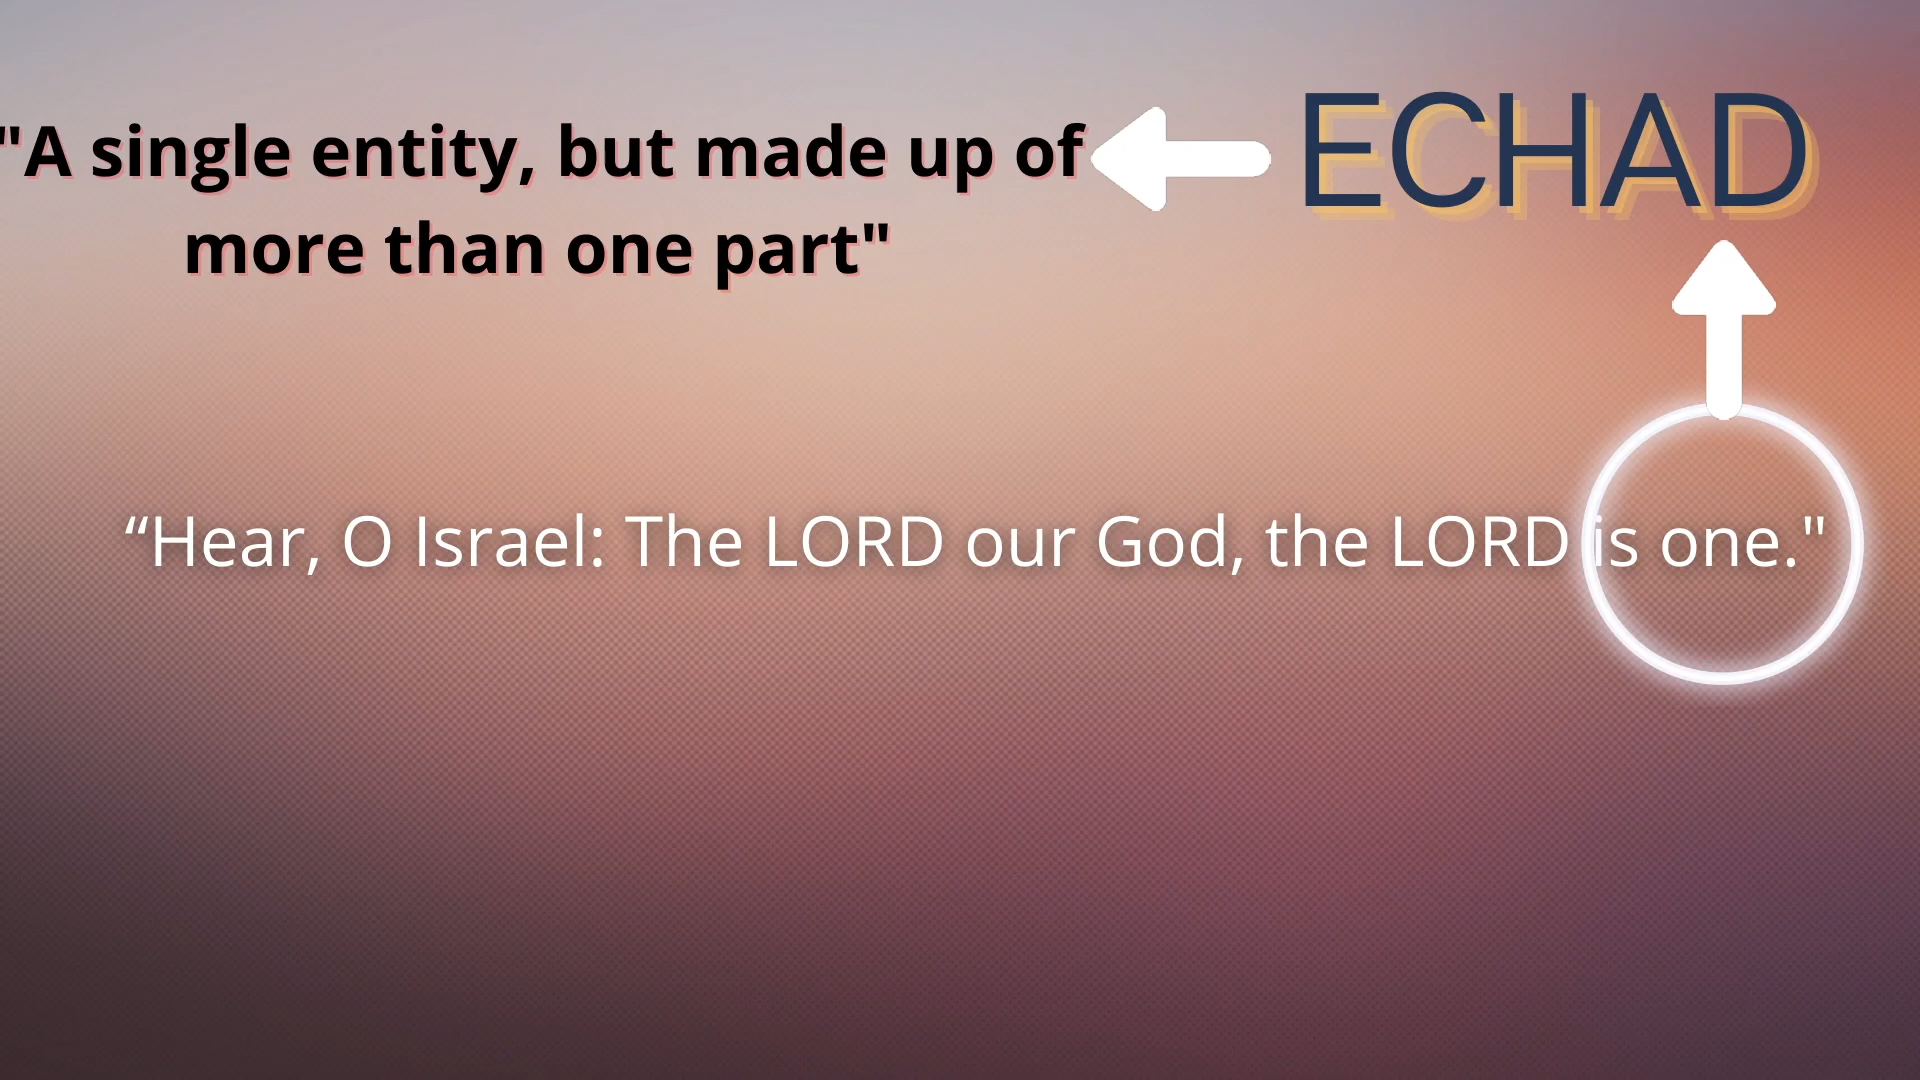 "A single entity, but made up of
more than one part"
ECHAD
“Hear, O Israel: The LORD our God, the LORD is one."